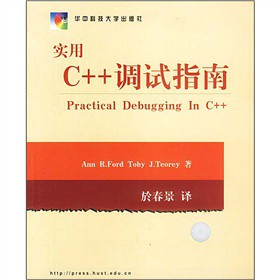 华中科技大学出版社
实用
C++调试指南
Practical Debugging In C++
Ann R.Ford Toby J.Teorey 著
於春景 译
http://press.hust.edu.cn